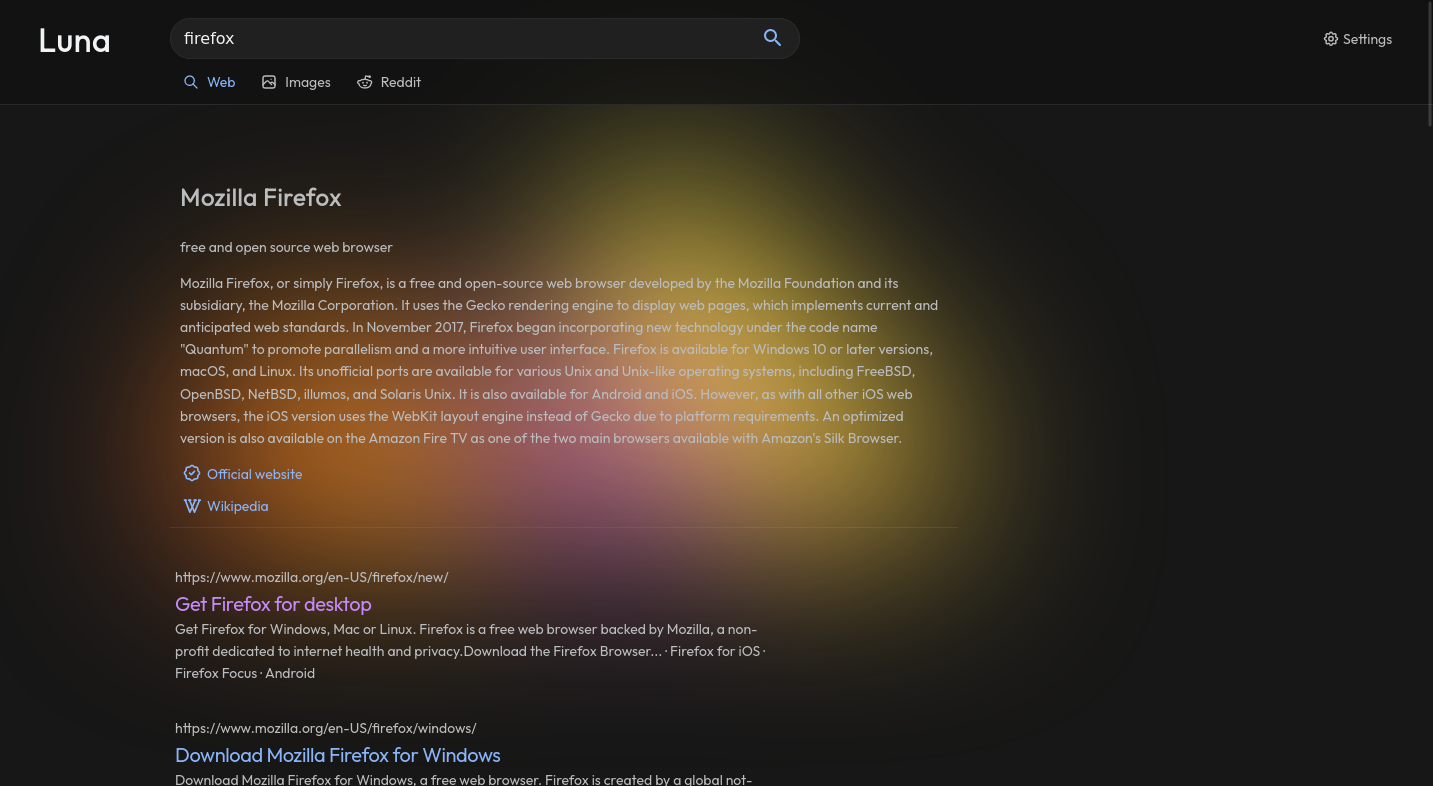 Luna
firefox
Settings
Web
Images
Reddit
Mozilla Firefox
free and open source web browser
Mozilla Firefox, or simply Firefox, is a free and open-source web browser developed by the Mozilla Foundation and its
subsidiary, the Mozilla Corporation. It uses the Gecko rendering engine to display web pages, which implements current and
anticipated web standards. In November 2017, Firefox began incorporating new technology under the code name
"Quantum" to promote parallelism and a more intuitive user interface. Firefox is available for Windows 10 or later versions,
macOS, and Linux. Its unofficial ports are available for various Unix and Unix-like operating systems, including FreeBSD,
OpenBSD, NetBSD, illumos, and Solaris Unix. It is also available for Android and iOS. However, as with all other iOS web
browsers, the iOS version uses the WebKit layout engine instead of Gecko due to platform requirements. An optimized
version is also available on the Amazon Fire TV as one of the two main browsers available with Amazon's Silk Browser.
Official website
Wikipedia
https://www.mozilla.org/en-US/firefox/new/
Get Firefox for desktop
Get Firefox for Windows, Mac or Linux. Firefox is a free web browser backed by Mozilla, a non-
profit dedicated to internet health and privacy.Download the Firefox Browser... · Firefox for iOS ·
Firefox Focus · Android
https://www.mozilla.org/en-US/firefox/windows/
Download Mozilla Firefox for Windows
Download Mozilla Firefox for Windows, a free web browser. Firefox is created by a global not-